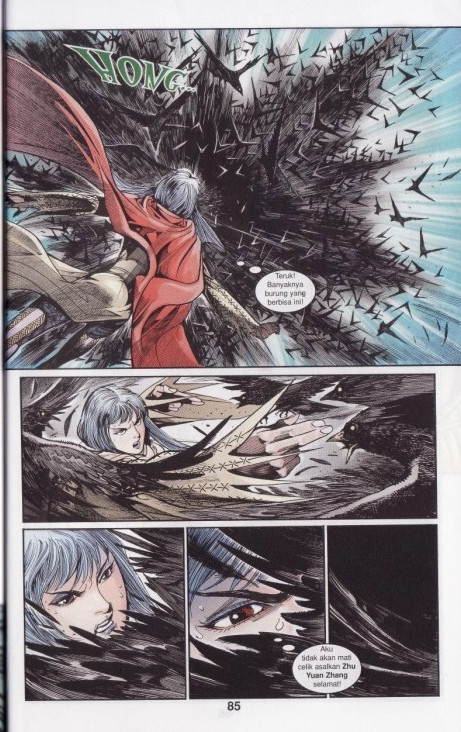 HONG...
Teruk!
Banyaknya
burung yang
berbisa ini!
Aku
tidak akan mati
celik asalkan Zhu
Yuan Zhang
selamat!
85